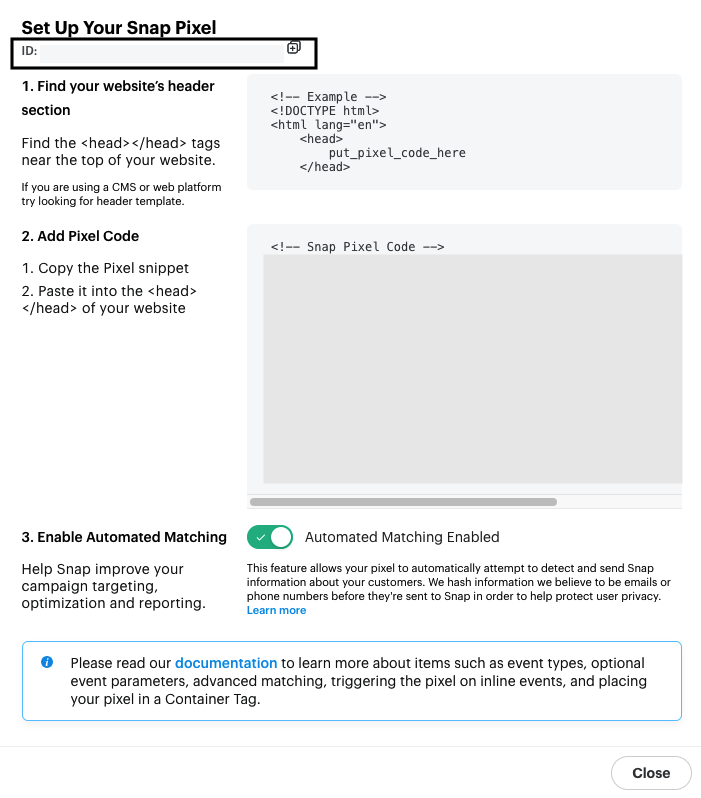 Set Up Your Snap Pixel
ID:
1. Find your website’s header
section
Find the <head></head> tags
near the top of your website.
If you are using a CMS or web platform
try looking for header template.
<!-- Example -->
<!DOCTYPE html>
<html lang="en">
<head>
put_pixel_code_here
</head>
2. Add Pixel Code
1. Copy the Pixel snippet
2. Paste it into the <head>
</head> of your website
<!-- Snap Pixel Code -->
3. Enable Automated Matching
Help Snap improve your
campaign targeting,
optimization and reporting.
Automated Matching Enabled
This feature allows your pixel to automatically attempt to detect and send Snap
information about your customers. We hash information we believe to be emails or
phone numbers before they're sent to Snap in order to help protect user privacy.
Learn more
Please read our documentation to learn more about items such as event types, optional
event parameters, advanced matching, triggering the pixel on inline events, and placing
your pixel in a Container Tag.
Close